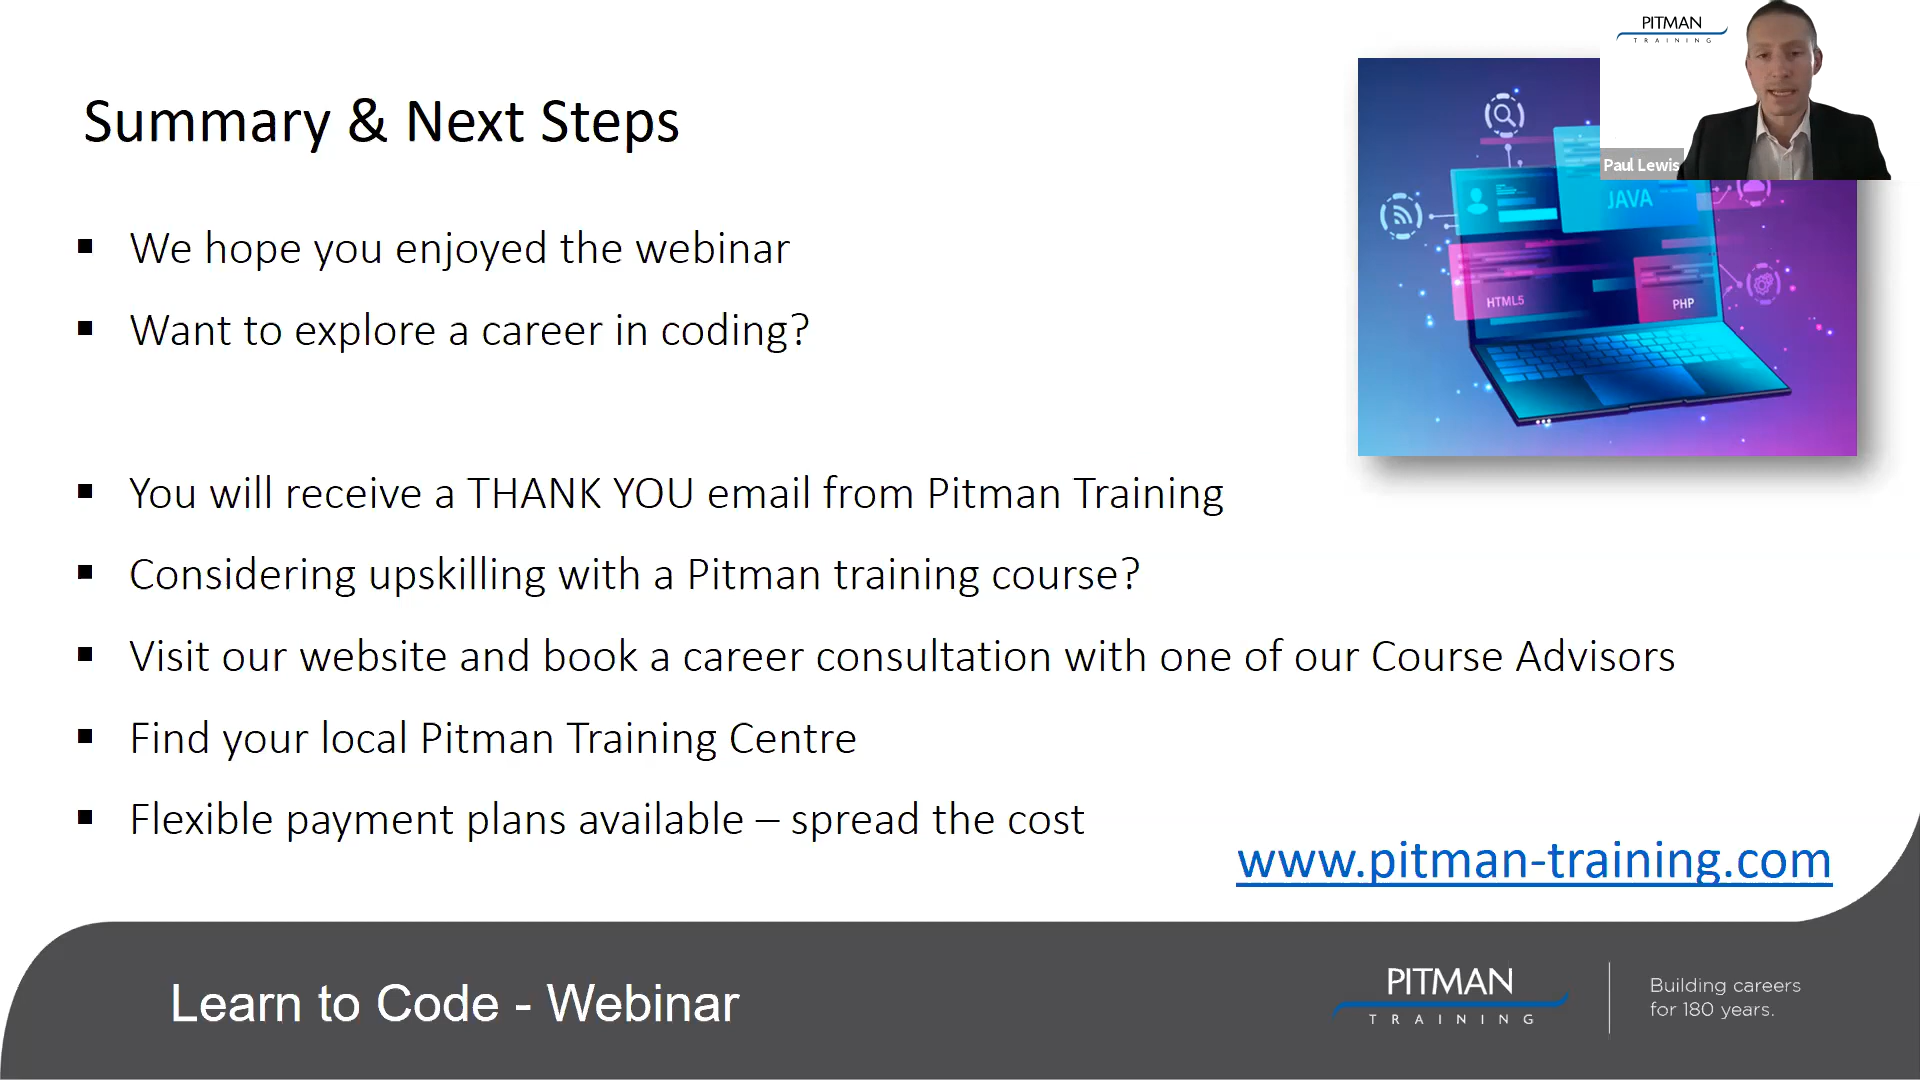 PITMAN
TRAINING
Paul Lewis
Summary & Next Steps
JAVA
HTML5
PHP
▪ We hope you enjoyed the webinar
▪ Want to explore a career in coding?
▪ You will receive a THANK YOU email from Pitman Training
▪ Considering upskilling with a Pitman training course?
▪ Visit our website and book a career consultation with one of our Course Advisors
▪ Find your local Pitman Training Centre
▪ Flexible payment plans available – spread the cost
www.pitman-training.com
Learn to Code - Webinar
PITMAN
TRAINING
Building careers
for 180 years.